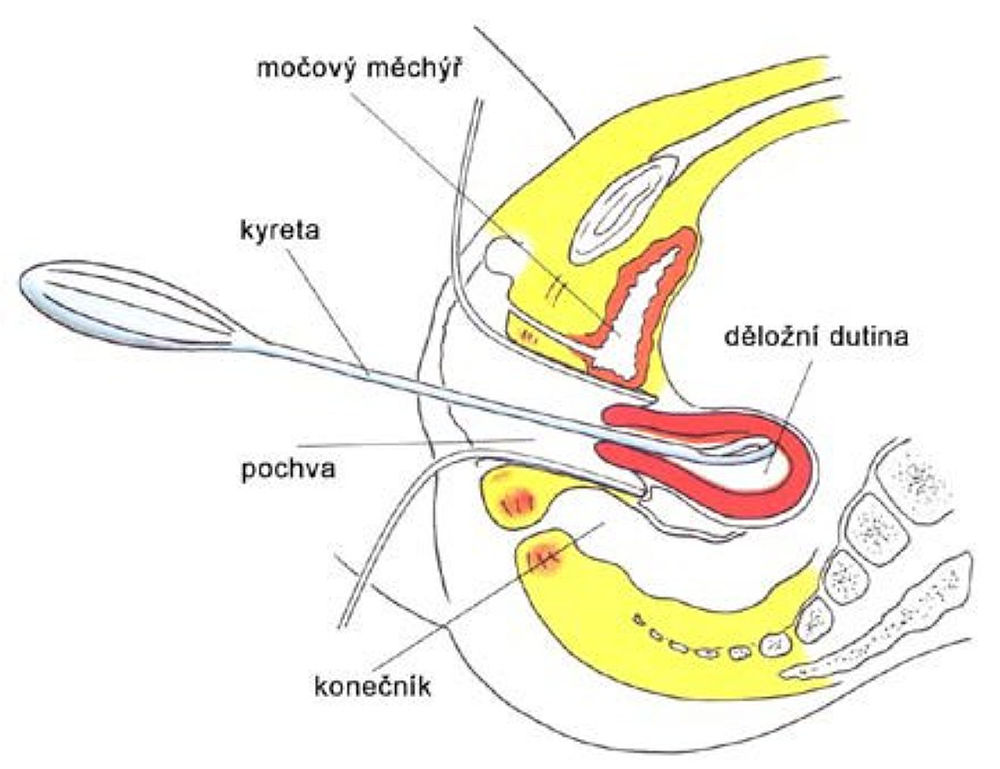 močový měchýř
kyreta
děložní dutina
pochva
konečník